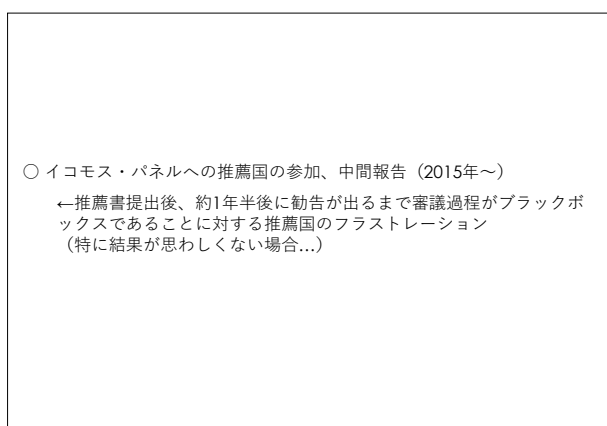 ○ イコモス・パネルへの推薦国の参加、中間報告（2015年～）
←推薦書提出後、約1年半後に勧告が出るまで審議過程がブラックボ
ックスであることに対する推薦国のフラストレーション
（特に結果が思わしくない場合…）